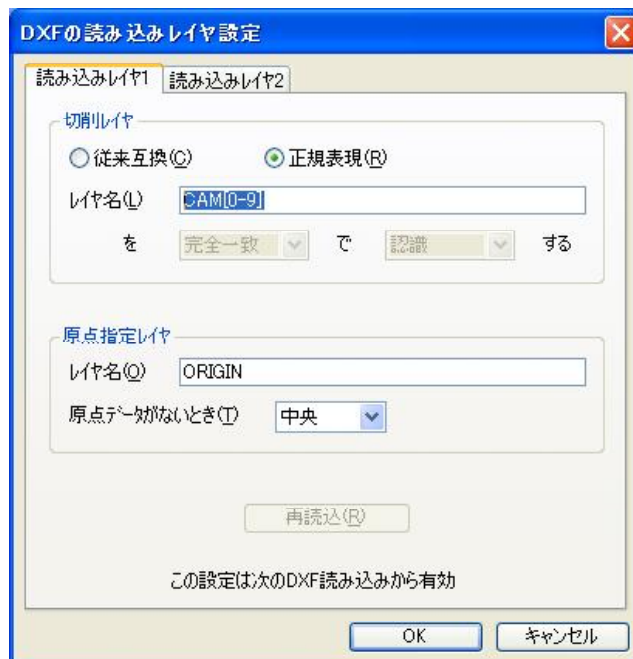 DXFの読み込みレイヤ設定
読み込みレイヤ1 読み込みレイヤ2
切削レイヤ
従来互換(C) 正規表現(R)
レイヤ名(L) CAM[0-9]
を 完全一致 で 認識 する
原点指定レイヤ
レイヤ名(O) ORIGIN
原点データがないとき(T) 中央
再読込(R)
この設定は次のDXF読み込みから有効
OK キャンセル